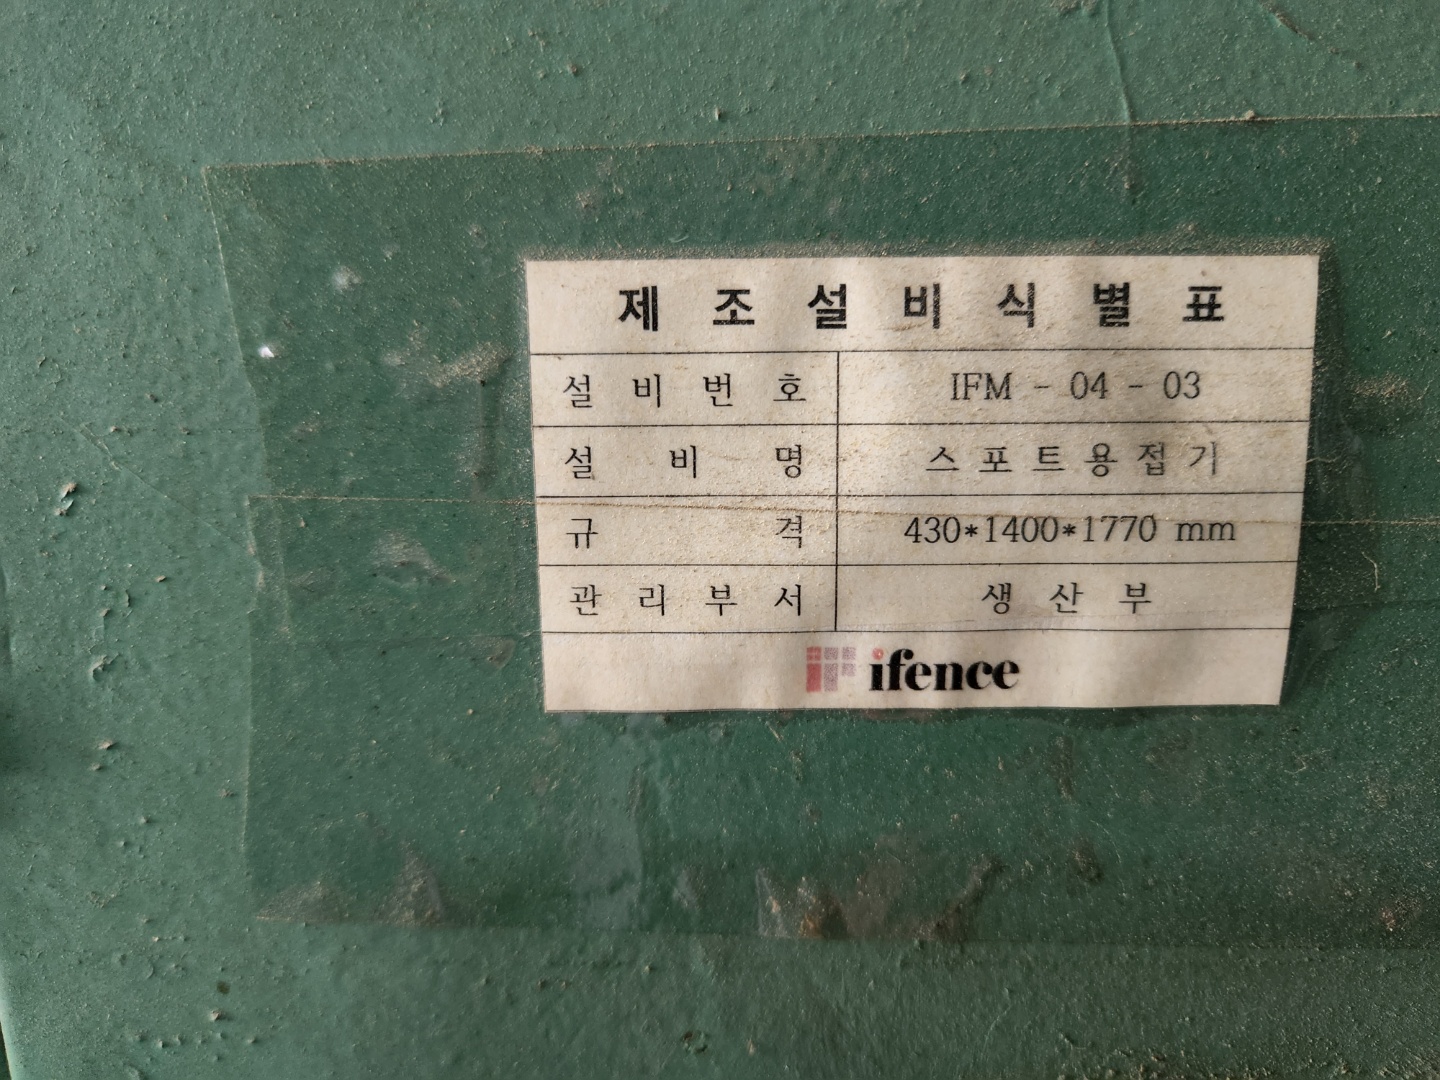 제조설비식별표
설비번호 IFM - 04 - 03
설비명 스포트용접기
규격 430*1400*1770 mm
관리부서 생산부
ifence